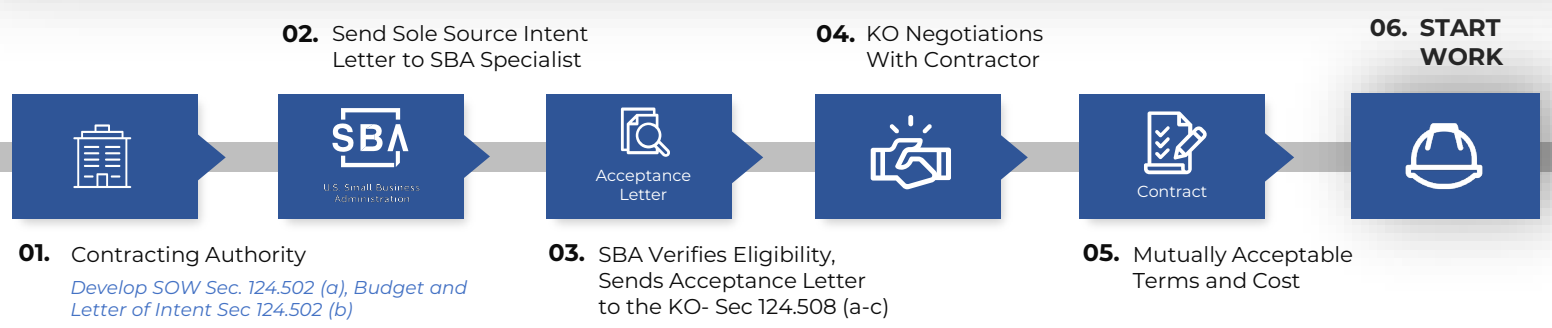 01. Contracting Authority
Develop SOW Sec. 124.502 (a), Budget and
Letter of Intent Sec 124.502 (b)
02. Send Sole Source Intent
Letter to SBA Specialist
SBA
U.S. Small Business
Administration
03. SBA Verifies Eligibility,
Sends Acceptance Letter
to the KO- Sec 124.508 (a-c)
Acceptance
Letter
04. KO Negotiations
With Contractor
05. Mutually Acceptable
Terms and Cost
Contract
06. START
WORK